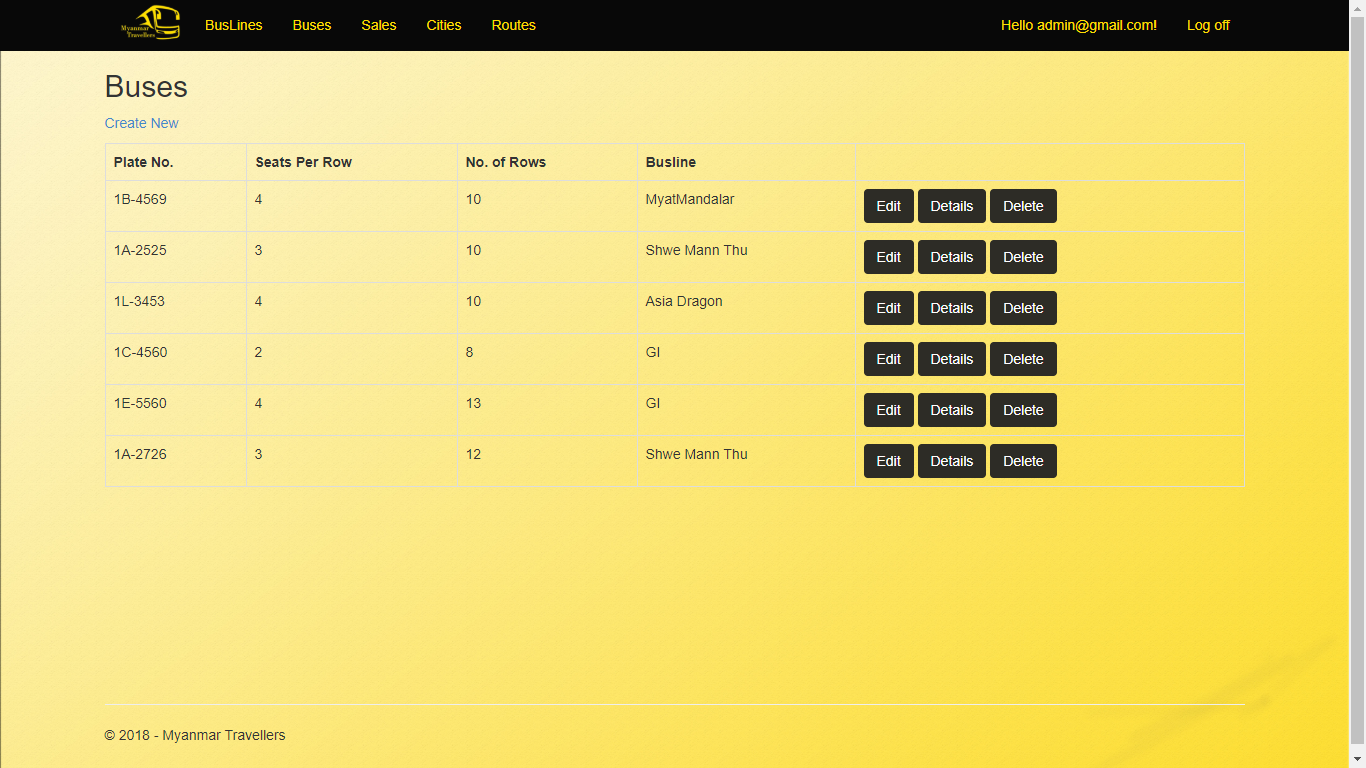 Myanmar
Travellers
BusLines Buses Sales Cities Routes Hello admin@gmail.com! Log off
Buses
Create New
Plate No. Seats Per Row No. of Rows Busline
1B-4569 4 10 MyatMandalar Edit Details Delete
1A-2525 3 10 Shwe Mann Thu Edit Details Delete
1L-3453 4 10 Asia Dragon Edit Details Delete
1C-4560 2 8 GI Edit Details Delete
1E-5560 4 13 GI Edit Details Delete
1A-2726 3 12 Shwe Mann Thu Edit Details Delete
© 2018 - Myanmar Travellers